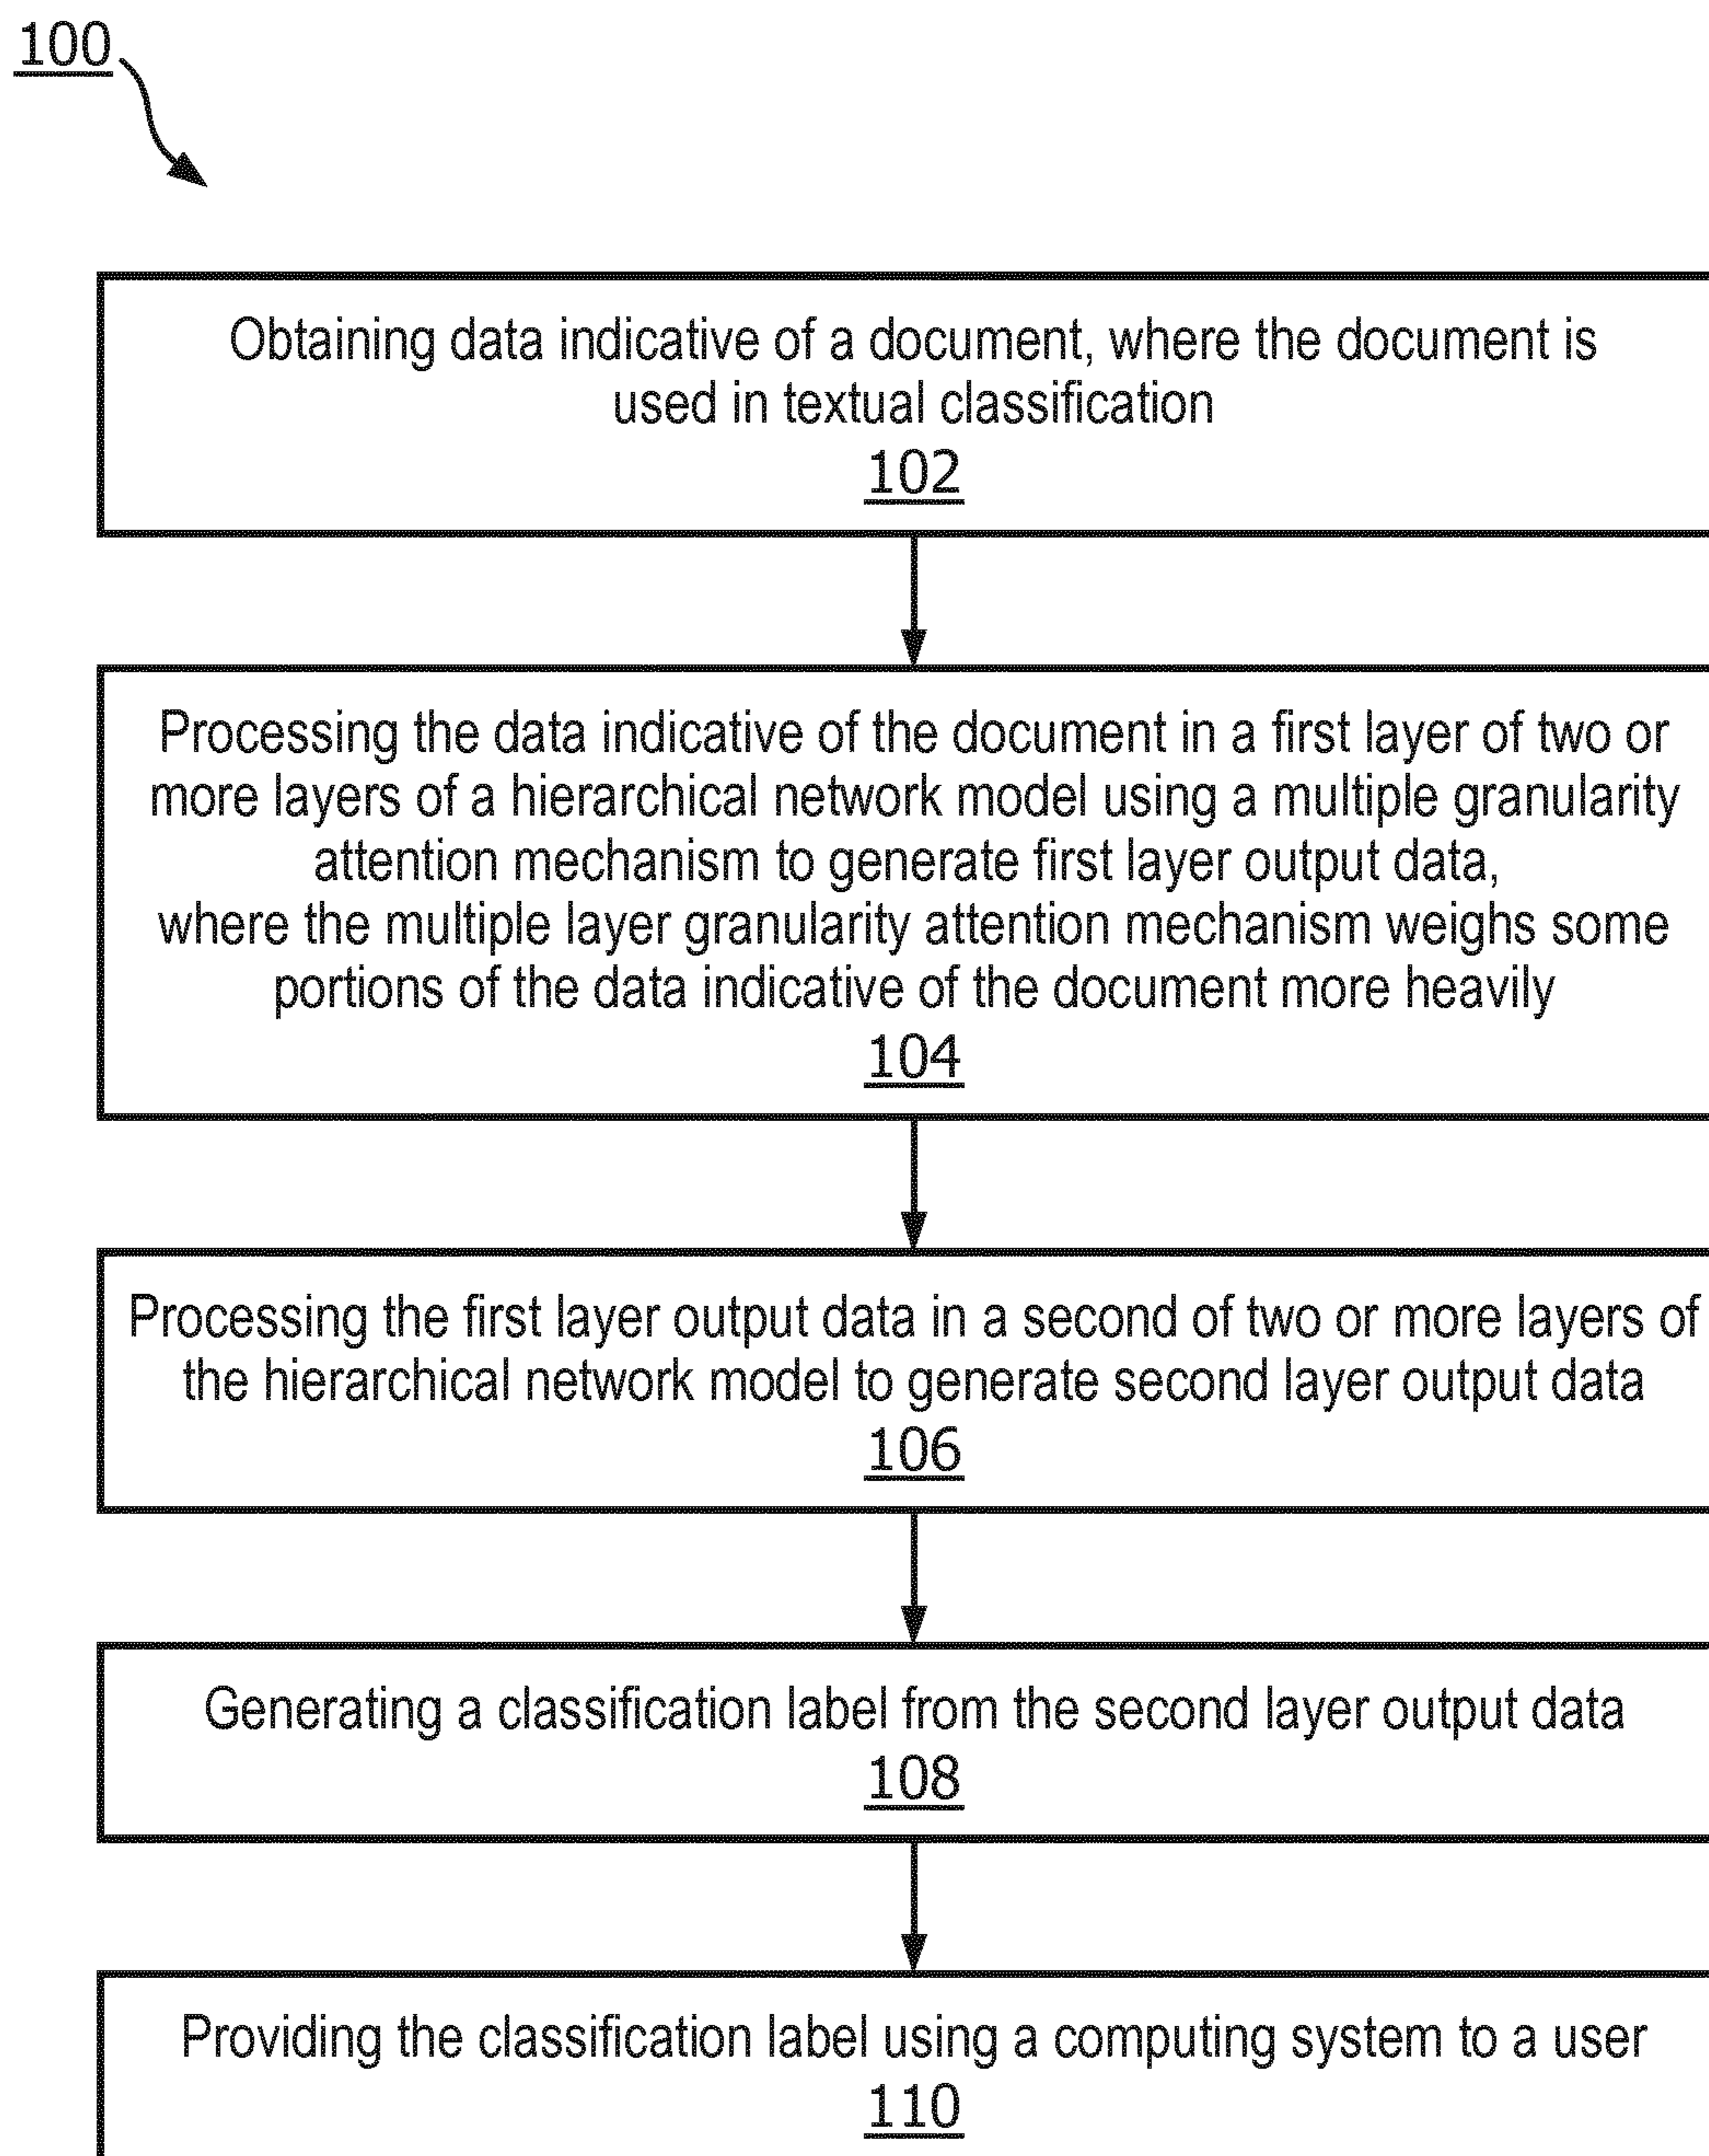 100
Obtaining data indicative of a document, where the document is
used in textual classification
102
Processing the data indicative of the document in a first layer of two or
more layers of a hierarchical network model using a multiple granularity
attention mechanism to generate first layer output data,
where the multiple layer granularity attention mechanism weighs some
portions of the data indicative of the document more heavily
104
Processing the first layer output data in a second of two or more layers of
the hierarchical network model to generate second layer output data
106
Generating a classification label from the second layer output data
108
Providing the classification label using a computing system to a user
110